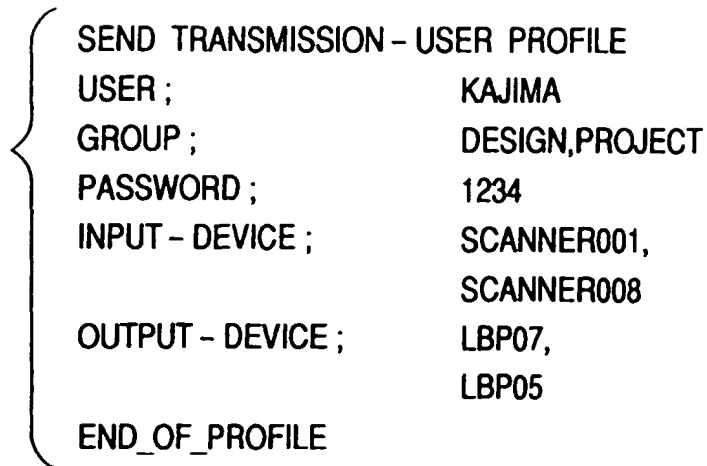 SEND TRANSMISSION – USER PROFILE
USER ; KAJIMA
GROUP ; DESIGN,PROJECT
PASSWORD ; 1234
INPUT – DEVICE ; SCANNER001,
SCANNER008
OUTPUT – DEVICE ; LBP07,
LBP05
END_OF_PROFILE